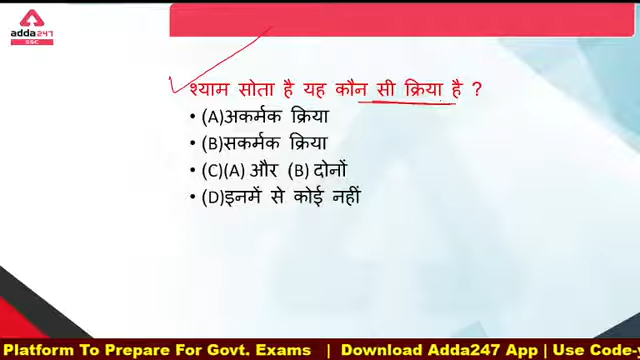 adda247
SSC
श्याम सोता है यह कौन सी क्रिया है ?
• (A)अकर्मक क्रिया
• (B)सकर्मक क्रिया
• (C)(A) और (B) दोनों
• (D)इनमें से कोई नहीं
Platform To Prepare For Govt. Exams | Download Adda247 App | Use Code-